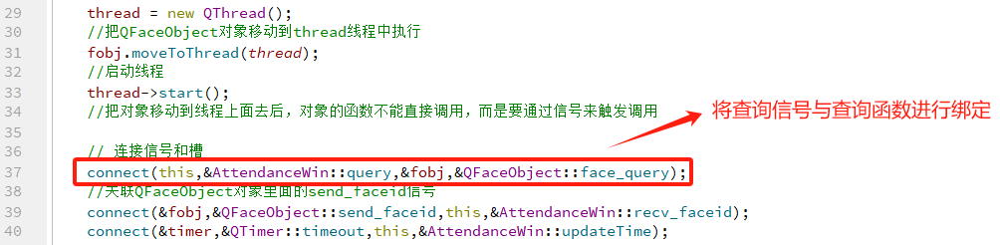 29 thread = new QThread();
30 //把QFaceObject对象移动到thread线程中执行
31 fobj.moveToThread(thread);
32 //启动线程
33 thread->start();
34 //把对象移动到线程上面去后，对象的函数不能直接调用，而是要通过信号来触发调用
35 将查询信号与查询函数进行绑定
36 // 连接信号和槽
37 connect(this,&AttendanceWin::query,&fobj,&QFaceObject::face_query);
38 //关联QFaceObject对象里面的send_faceid信号
39 connect(&fobj,&QFaceObject::send_faceid,this,&AttendanceWin::recv_faceid);
40 connect(&timer,&QTimer::timeout,this,&AttendanceWin::updateTime);